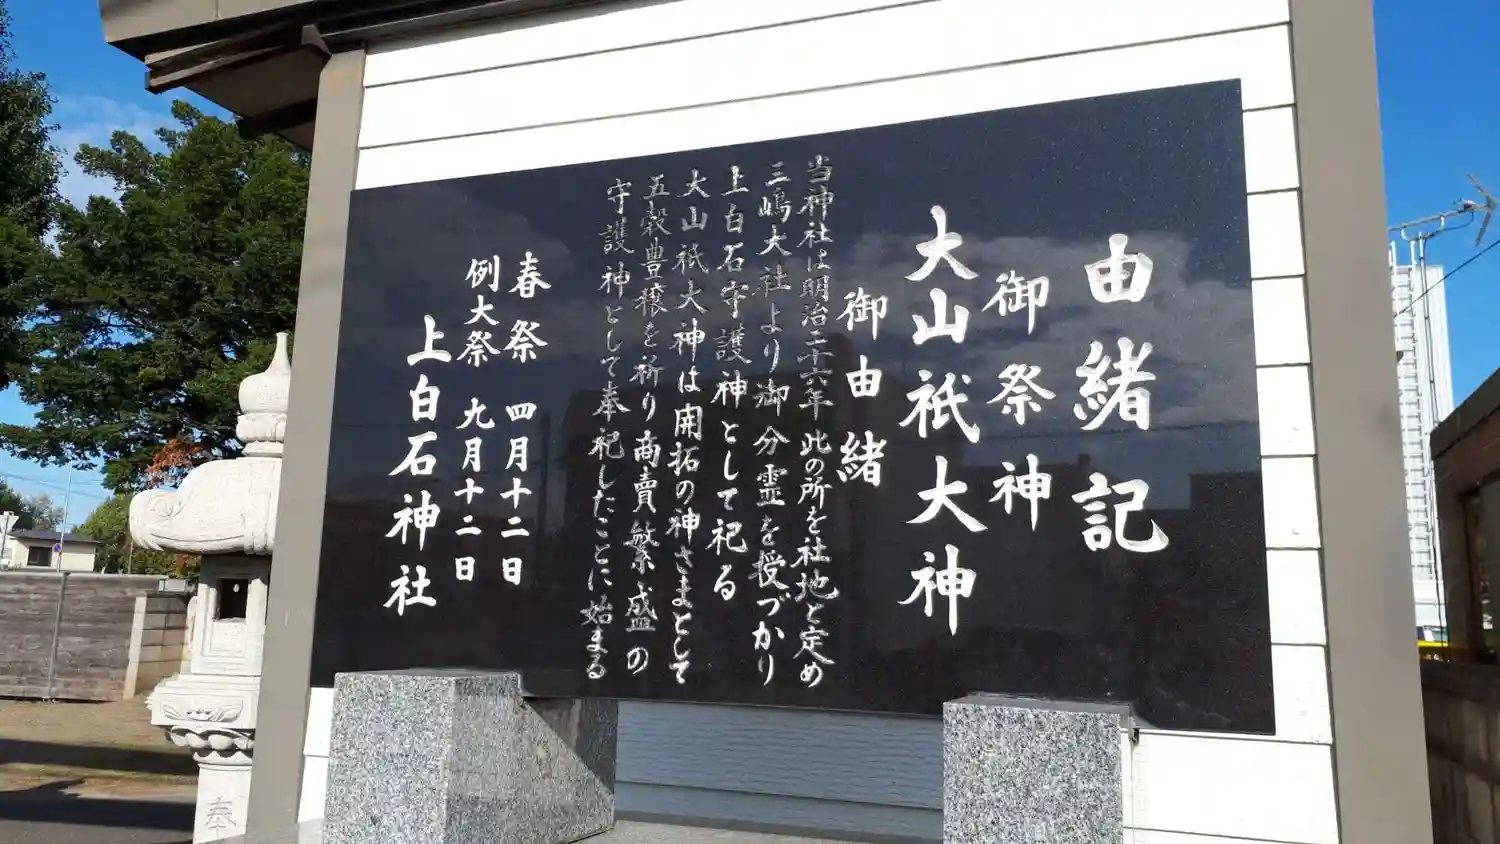 由緒記
御祭神
大山祇大神
御由緒
当神社は明治二十六年此の所を社地と定め
三嶋大社より御分霊を授づかり
上白石守護神として祀る
大山祇大神は開拓の神さまとして
五穀豊穣を祈り商賣繁盛の
守護神として奉祀したことに始まる
春祭 四月十二日
例大祭 九月十二日
上白石神社
奉